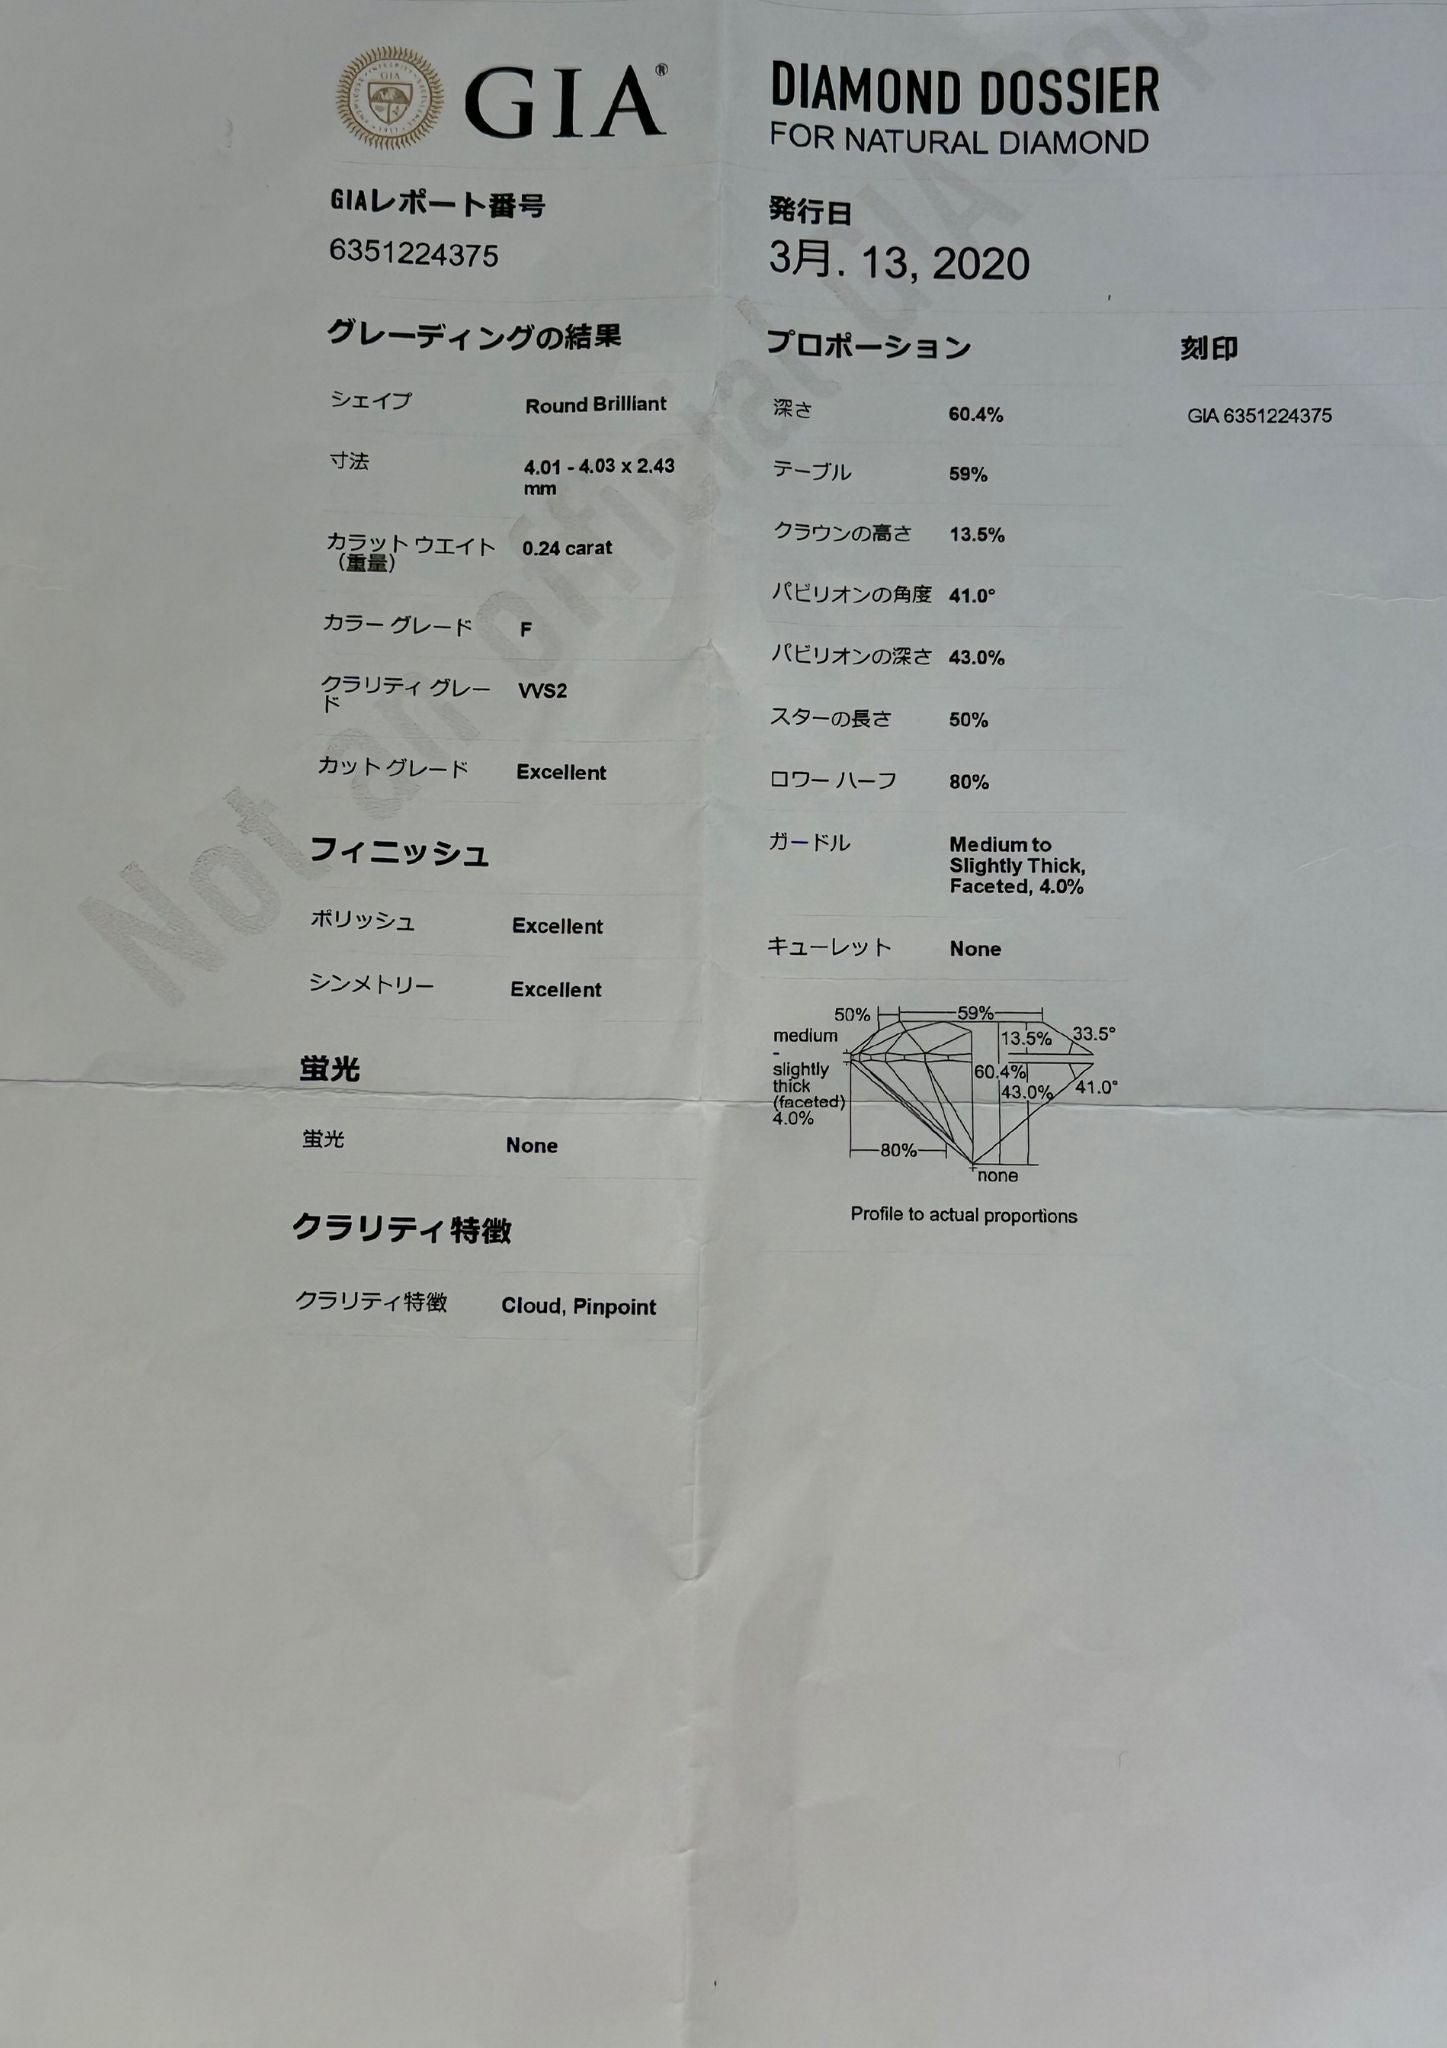 GIA®
DIAMOND DOSSIER
FOR NATURAL DIAMOND
GIAレポート番号
6351224375
発行日
3月. 13, 2020
グレーディングの結果
シェイプ Round Brilliant
寸法 4.01 - 4.03 x 2.43
mm
カラット ウエイト 0.24 carat
(重量)
カラー グレード F
クラリティ グレー VVS2
ド
カット グレード Excellent
フィニッシュ
ポリッシュ Excellent
シンメトリー Excellent
蛍光
蛍光 None
クラリティ特徴
クラリティ特徴 Cloud, Pinpoint
プロポーション
深さ 60.4%
テーブル 59%
クラウンの高さ 13.5%
パビリオンの角度 41.0°
パビリオンの深さ 43.0%
スターの長さ 50%
ロワー ハーフ 80%
ガードル Medium to
Slightly Thick,
Faceted, 4.0%
キューレット None
50% 59%
medium 13.5% 33.5°
-
slightly 60.4%
thick 43.0% 41.0°
(faceted)
4.0%
80%
none
Profile to actual proportions
刻印
GIA 6351224375
Not an official GIA